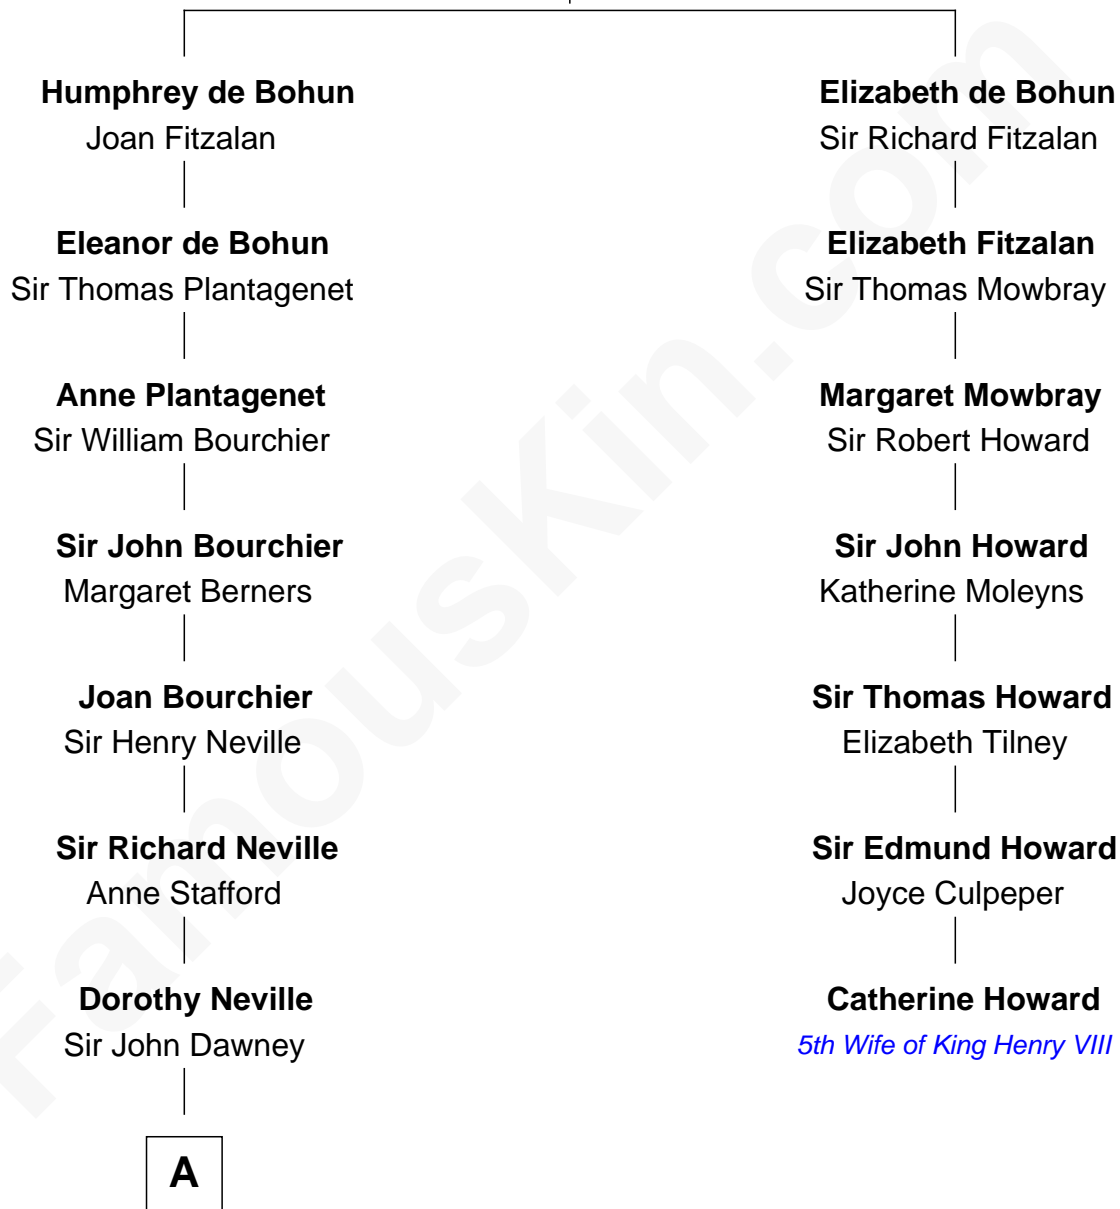 Humphrey de Bohun
Joan Fitzalan
Eleanor de Bohun
Sir Thomas Plantagenet
Anne Plantagenet
Sir William Bourchier
Sir John Bourchier
Margaret Berners
Joan Bourchier
Sir Henry Neville
Sir Richard Neville
Anne Stafford
Dorothy Neville
Sir John Dawney
A
Elizabeth de Bohun
Sir Richard Fitzalan
Elizabeth Fitzalan
Sir Thomas Mowbray
Margaret Mowbray
Sir Robert Howard
Sir John Howard
Katherine Moleyns
Sir Thomas Howard
Elizabeth Tilney
Sir Edmund Howard
Joyce Culpeper
Catherine Howard
5th Wife of King Henry VIII
FamousKin.com